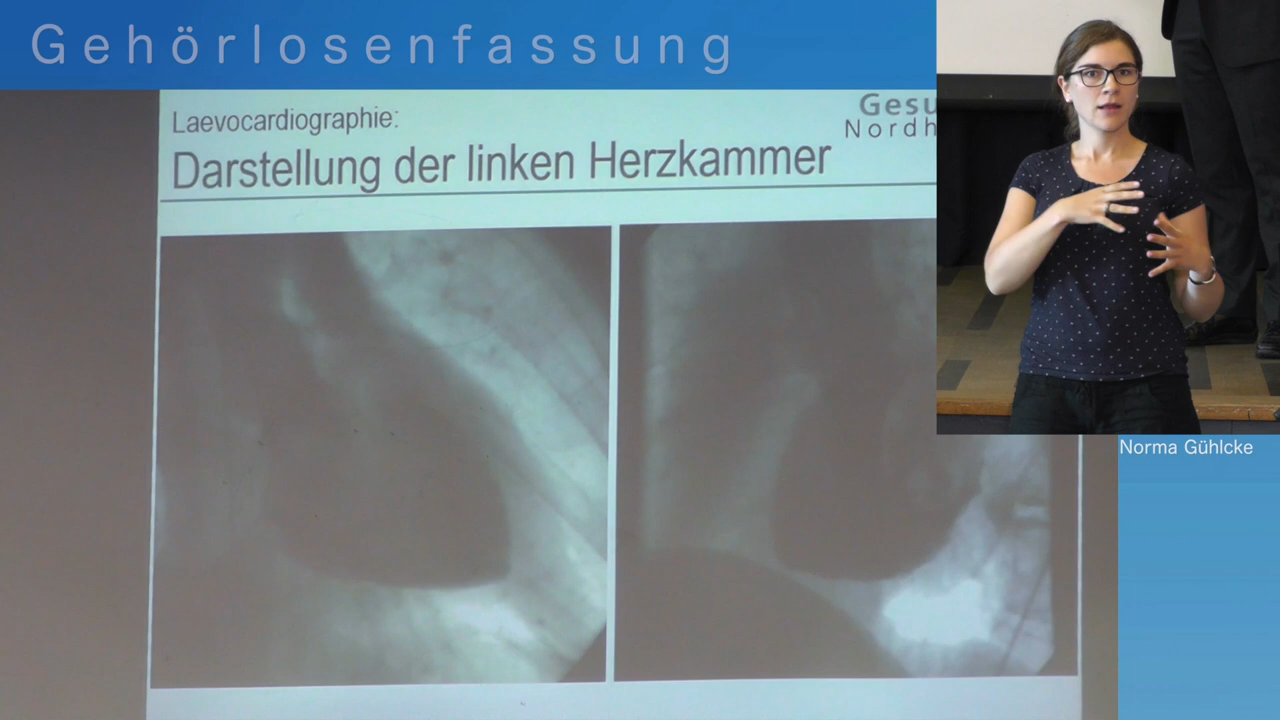 Gehörlosenfassung
Laevocardiographie:
Darstellung der linken Herzkammer
Gesu
Nordh
Norma Gühlcke